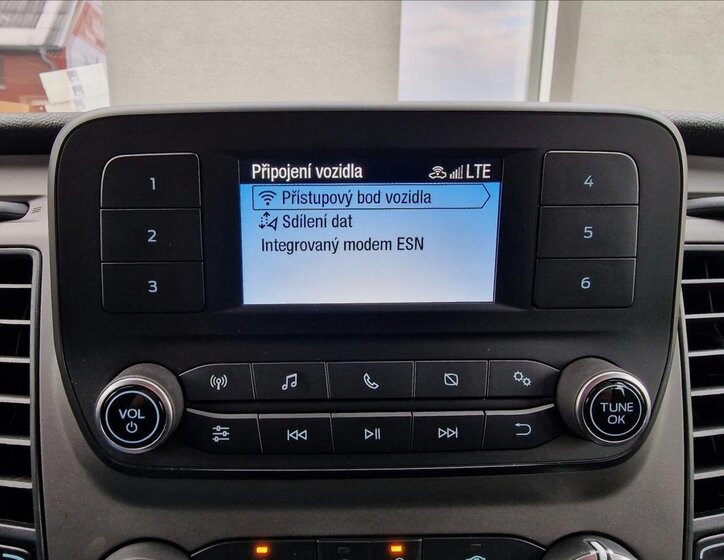 Připojení vozidla LTE
Přístupový bod vozidla
Sdílení dat
Integrovaný modem ESN
1
2
3
4
5
6
VOL
TUNE
OK